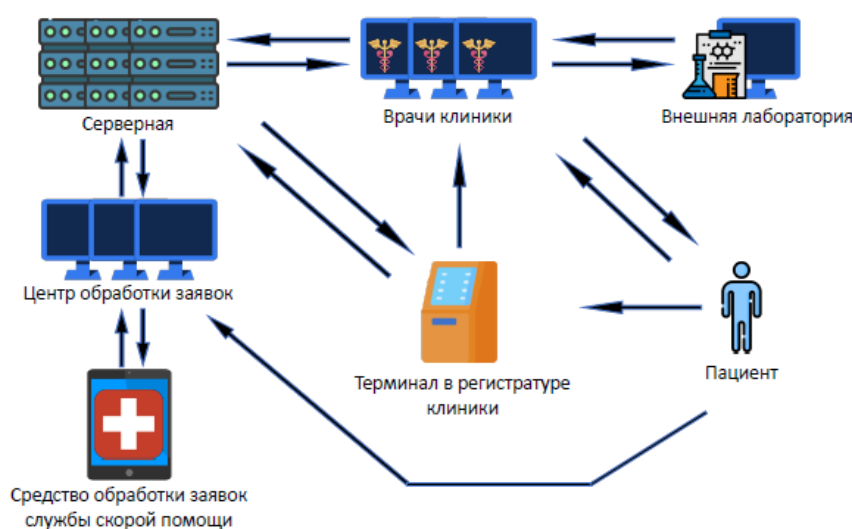 Серверная
Врачи клиники
Внешняя лаборатория
Центр обработки заявок
Терминал в регистратуре
клиники
Пациент
Средство обработки заявок
службы скорой помощи